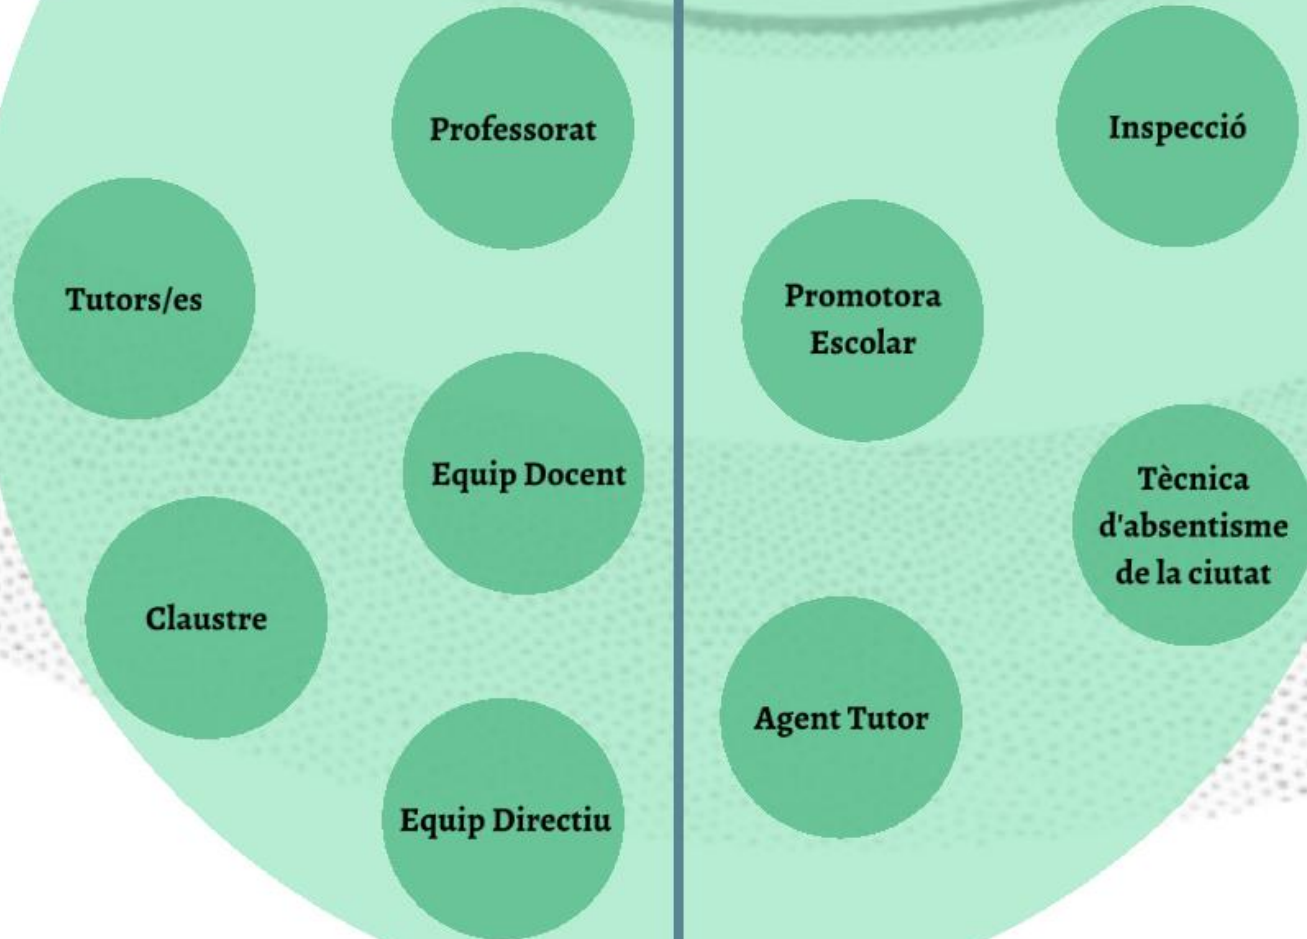 Professorat
Tutors/es
Equip Docent
Claustre
Equip Directiu
Inspecció
Promotora
Escolar
Tècnica
d'absentisme
de la ciutat
Agent Tutor